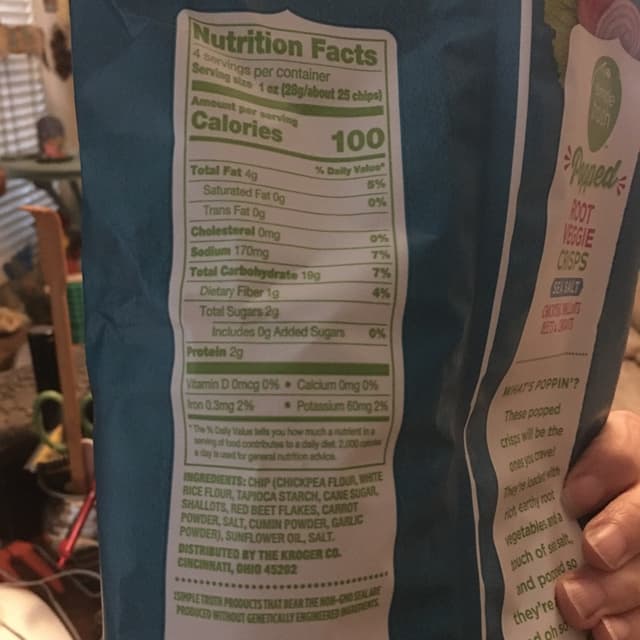 Nutrition Facts
4 servings per container
Serving size 1 oz (28g/about 25 chips)
Amount per serving
Calories 100
% Daily Value*
Total Fat 4g 5%
Saturated Fat 0g 0%
Trans Fat 0g
Cholesterol 0mg 0%
Sodium 170mg 7%
Total Carbohydrate 19g 7%
Dietary Fiber 1g 4%
Total Sugars 2g
Includes 0g Added Sugars 0%
Protein 2g
Vitamin D 0mcg 0% • Calcium 0mg 0%
Iron 0.3mg 2% • Potassium 60mg 2%
*The % Daily Value tells you how much a nutrient in a
serving of food contributes to a daily diet. 2,000 calories
a day is used for general nutrition advice.
INGREDIENTS: CHIP (CHICKPEA FLOUR, WHITE
RICE FLOUR, TAPIOCA STARCH, CANE SUGAR,
SHALLOTS, RED BEET FLAKES, CARROT
POWDER, SALT, CUMIN POWDER, GARLIC
POWDER), SUNFLOWER OIL, SALT.
DISTRIBUTED BY THE KROGER CO.
CINCINNATI, OHIO 45202
SIMPLE TRUTH PRODUCTS THAT BEAR THE NON-GMO SEAL ARE
PRODUCED WITHOUT GENETICALLY ENGINEERED INGREDIENTS.
Simple Truth
Popped
ROOT
VEGGIE
CRISPS
SEA SALT
WHAT'S POPPIN'?
These popped
crisps will be the
ones you crave!
They're loaded with
rich earthy root
vegetables and a
touch of sea salt.
and popped so
they're
oh so